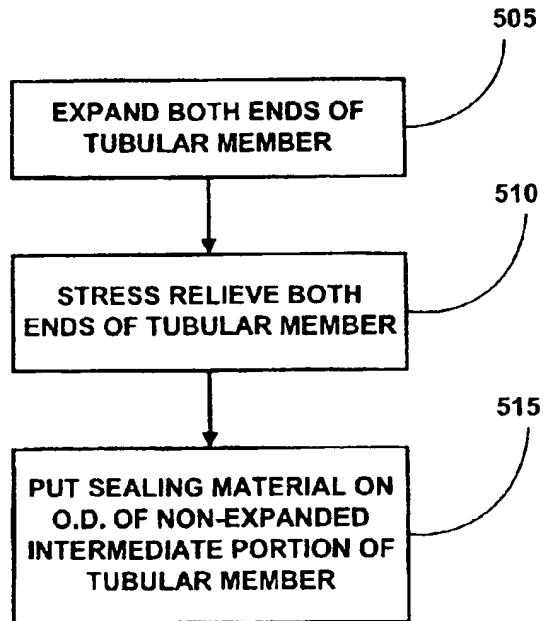 505
EXPAND BOTH ENDS OF
TUBULAR MEMBER
510
STRESS RELIEVE BOTH
ENDS OF TUBULAR MEMBER
515
PUT SEALING MATERIAL ON
O.D. OF NON-EXPANDED
INTERMEDIATE PORTION OF
TUBULAR MEMBER